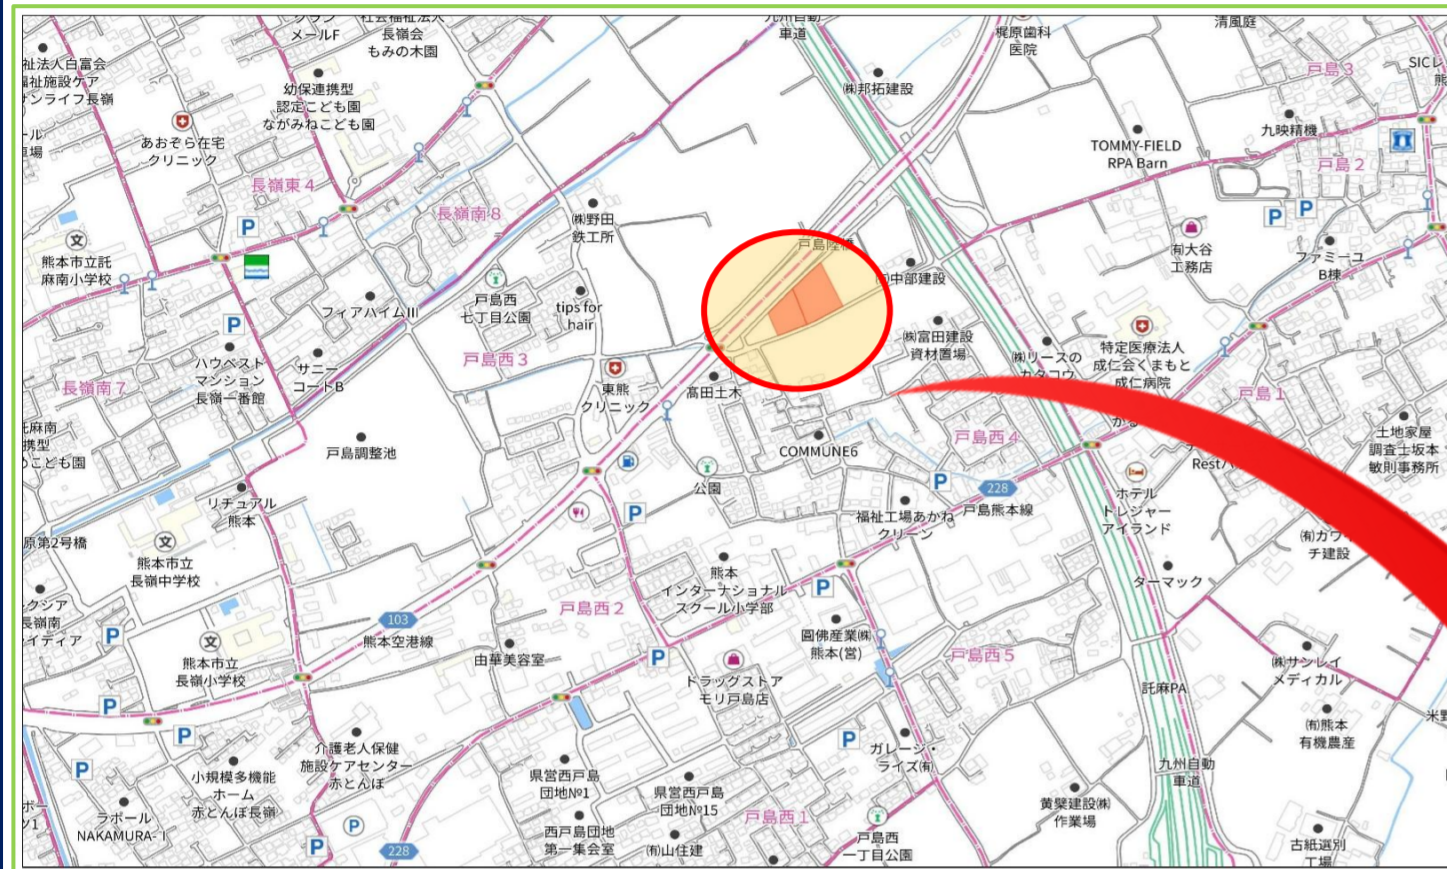 グラン
メールF
社会福祉法人
長嶺会
もみの木園
九州自動
車道
梶原歯科
医院
清風庭
祉法人白富会
福祉施設ケア
サンライフ長嶺
幼保連携型
認定こども園
ながみねこども園
あおぞら在宅
クリニック
長嶺東4
長嶺南8
㈱野田
鉄工所
㈱邦拓建設
戸島3
九映精機
TOMMY-FIELD
RPA Barn
戸島2
P
P
P
熊本市立託
麻南小学校
FamilyMart
フィアハイムIII
戸島西
七丁目公園
tips for
hair
戸島陸橋
中部建設
㈲大谷
工務店
ファミーユ
B棟
P
ハウベスト
マンション
長嶺一番館
サニー
コートB
戸島西3
東熊
クリニック
髙田土木
㈱富田建設
資材置場
㈱リースの
カタコウ
特定医療法人
成仁会くまもと
成仁病院
戸島1
長嶺南7
戸島調整池
公園
COMMUNE6
戸島西4
土地家屋
調査士坂本
敏則事務所
リチュアル
熊本
P
P
228
戸島熊本線
福祉工場あかね
クリーン
ホテル
トレジャー
アイランド
原第2号橋
熊本市立
長嶺中学校
熊本
インターナショナル
スクール小学部
P
ターマック
103
熊本空港線
戸島西2
圓佛産業㈱
熊本(営)
戸島西5
P
熊本市立
長嶺小学校
由華美容室
P
ドラッグストア
モリ戸島店
託麻PA
㈱サンレイ
メディカル
P
P
P
介護老人保健
施設ケアセンター
赤とんぼ
P
ガレージ・
ライズ㈲
㈲熊本
有機農産
九州自動
車道
小規模多機能
ホーム
赤とんぼ長嶺
県営西戸島
団地№1
県営西戸島
団地№15
黄檗建設㈱
作業場
ラポール
NAKAMURA-Ⅰ
P
P
228
西戸島団地
第一集会室
㈲山住建
戸島西1
戸島西
一丁目公園
古紙選別
工場